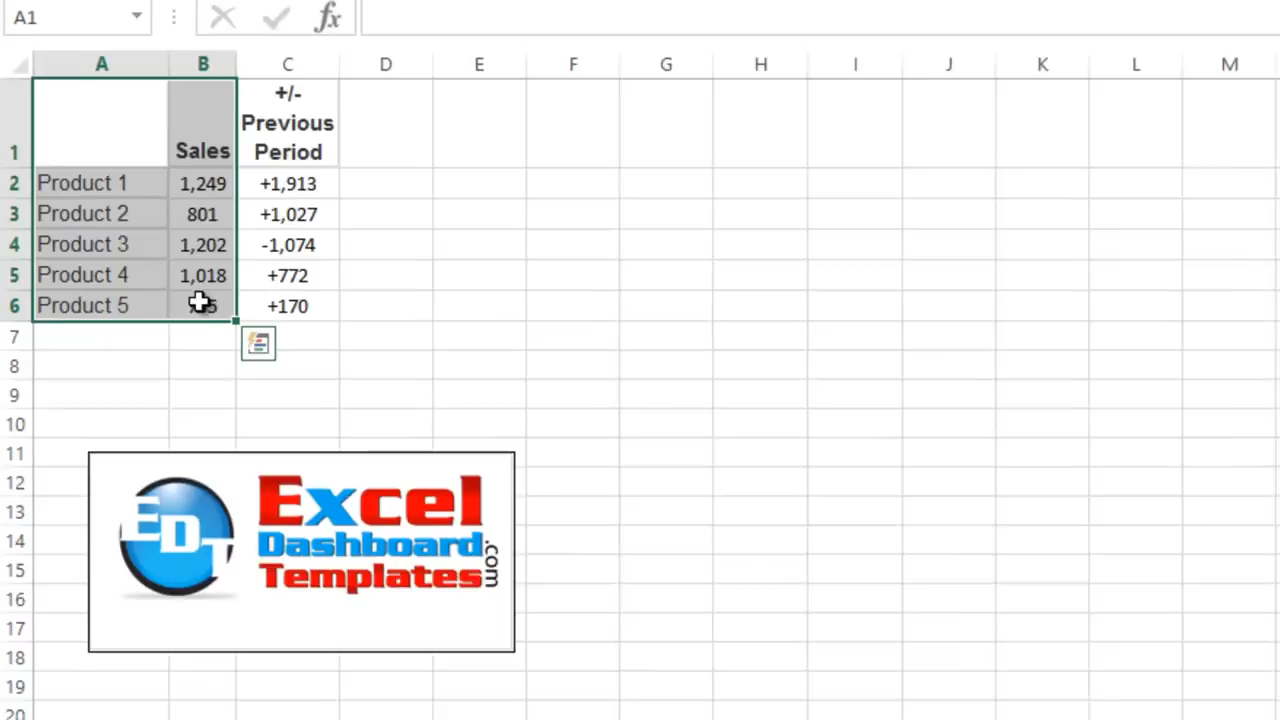 A1 fx
A B C D E F G H I J K L M
1 Sales +/- Previous Period
2 Product 1 1,249 +1,913
3 Product 2 801 +1,027
4 Product 3 1,202 -1,074
5 Product 4 1,018 +772
6 Product 5 +170
7
8
9
10
11
12
13
14
15
16
17
18
19
20
EDT
Excel
Dashboard
Templates
.com